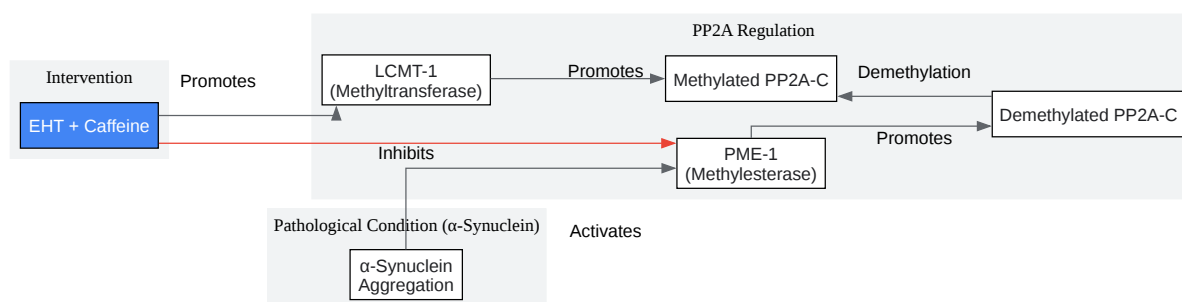 PP2A Regulation
Intervention
Promotes
LCMT-1
(Methyltransferase)
Promotes
Methylated PP2A-C
Demethylation
EHT + Caffeine
Demethylated PP2A-C
Inhibits
PME-1
(Methylesterase)
Promotes
Pathological Condition (α-Synuclein)
Activates
α-Synuclein
Aggregation